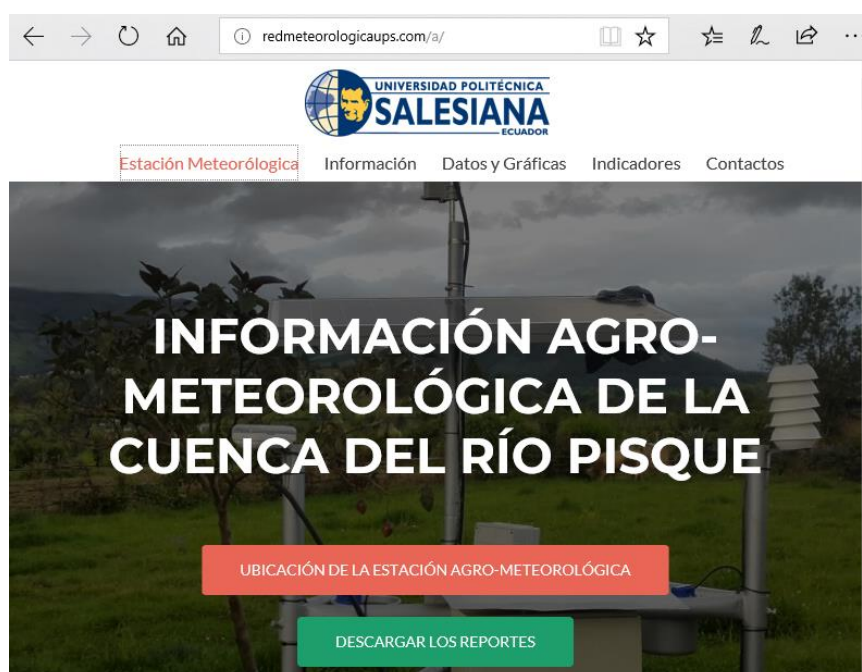 redmeteorologicaups.com/a/
UNIVERSIDAD POLITÉCNICA
SALESIANA
ECUADOR
Estación Meteorólogica Información Datos y Gráficas Indicadores Contactos
INFORMACIÓN AGRO-
METEOROLÓGICA DE LA
CUENCA DEL RÍO PISQUE
UBICACIÓN DE LA ESTACIÓN AGRO-METEOROLÓGICA
DESCARGAR LOS REPORTES